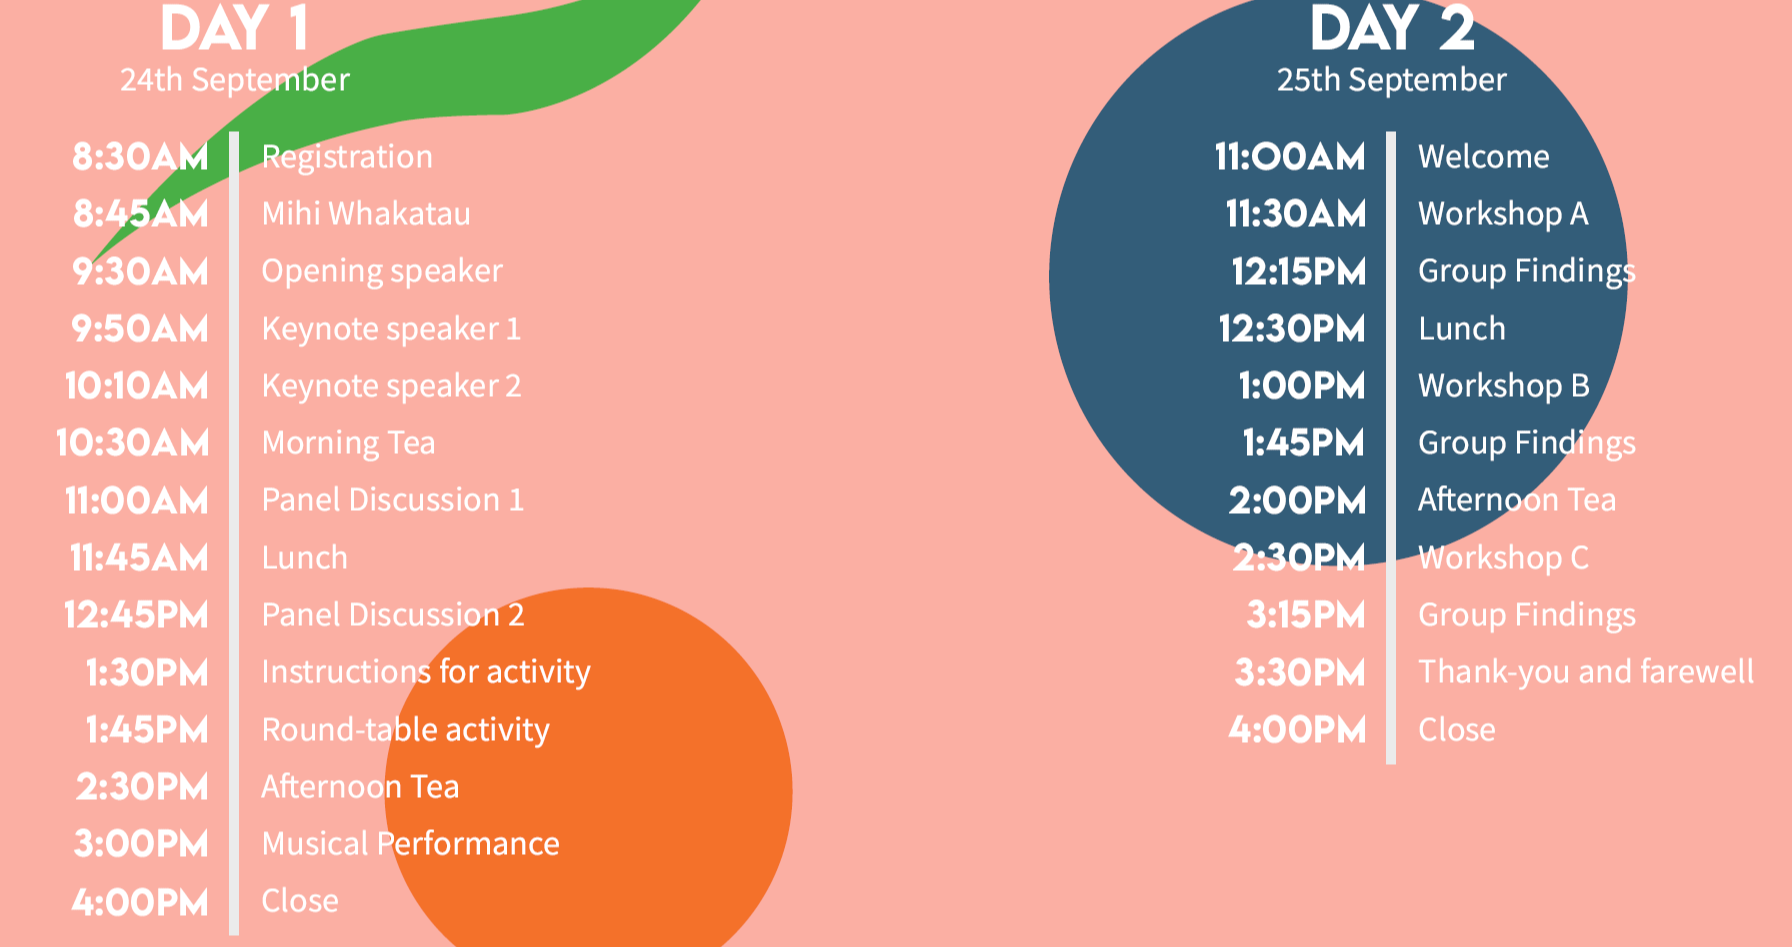 DAY 1
24th September
8:30AM Registration
8:45AM Mihi Whakatau
9:30AM Opening speaker
9:50AM Keynote speaker 1
10:10AM Keynote speaker 2
10:30AM Morning Tea
11:00AM Panel Discussion 1
11:45AM Lunch
12:45PM Panel Discussion 2
1:30PM Instructions for activity
1:45PM Round-table activity
2:30PM Afternoon Tea
3:00PM Musical Performance
4:00PM Close
DAY 2
25th September
11:00AM Welcome
11:30AM Workshop A
12:15PM Group Findings
12:30PM Lunch
1:00PM Workshop B
1:45PM Group Findings
2:00PM Afternoon Tea
2:30PM Workshop C
3:15PM Group Findings
3:30PM Thank-you and farewell
4:00PM Close